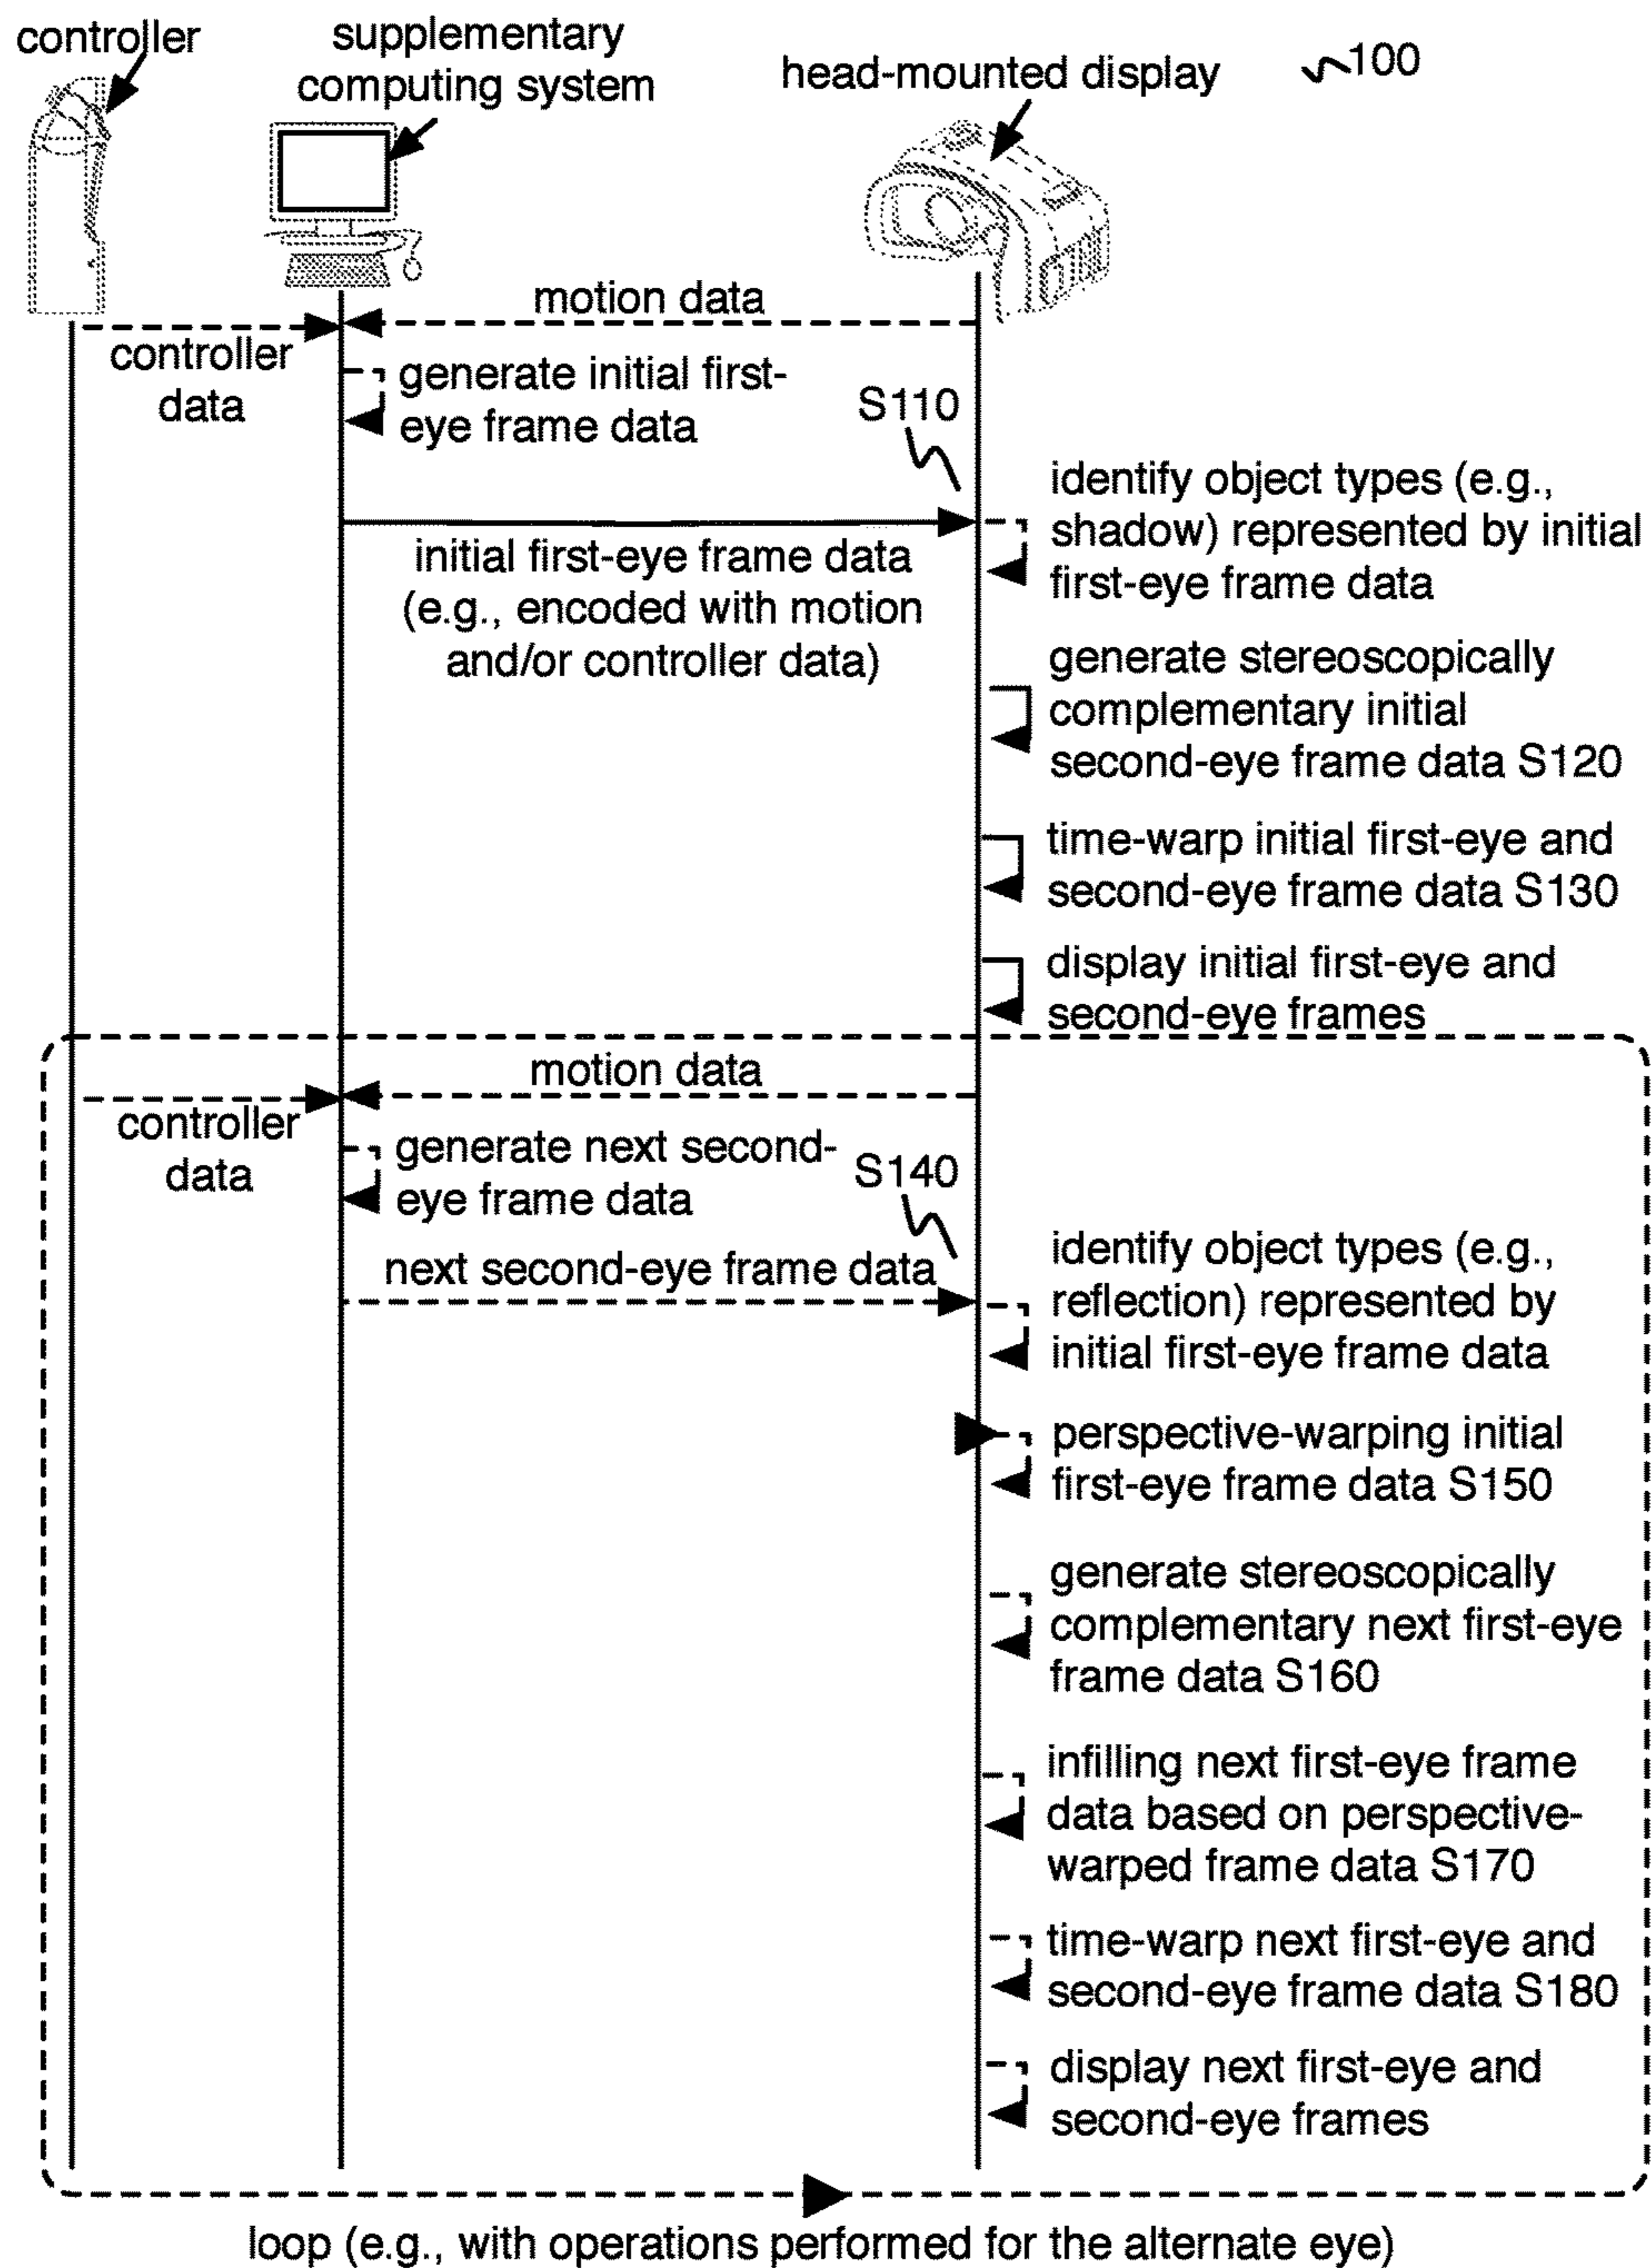 controller
supplementary
computing system
head-mounted display
100
motion data
controller
data
generate initial first-
eye frame data
S110
identify object types (e.g.,
shadow) represented by initial
first-eye frame data
initial first-eye frame data
(e.g., encoded with motion
and/or controller data)
generate stereoscopically
complementary initial
second-eye frame data S120
time-warp initial first-eye and
second-eye frame data S130
display initial first-eye and
second-eye frames
motion data
controller
data
generate next second-
eye frame data
S140
next second-eye frame data
identify object types (e.g.,
reflection) represented by
initial first-eye frame data
perspective-warping initial
first-eye frame data S150
generate stereoscopically
complementary next first-eye
frame data S160
infilling next first-eye frame
data based on perspective-
warped frame data S170
time-warp next first-eye and
second-eye frame data S180
display next first-eye and
second-eye frames
loop (e.g., with operations performed for the alternate eye)